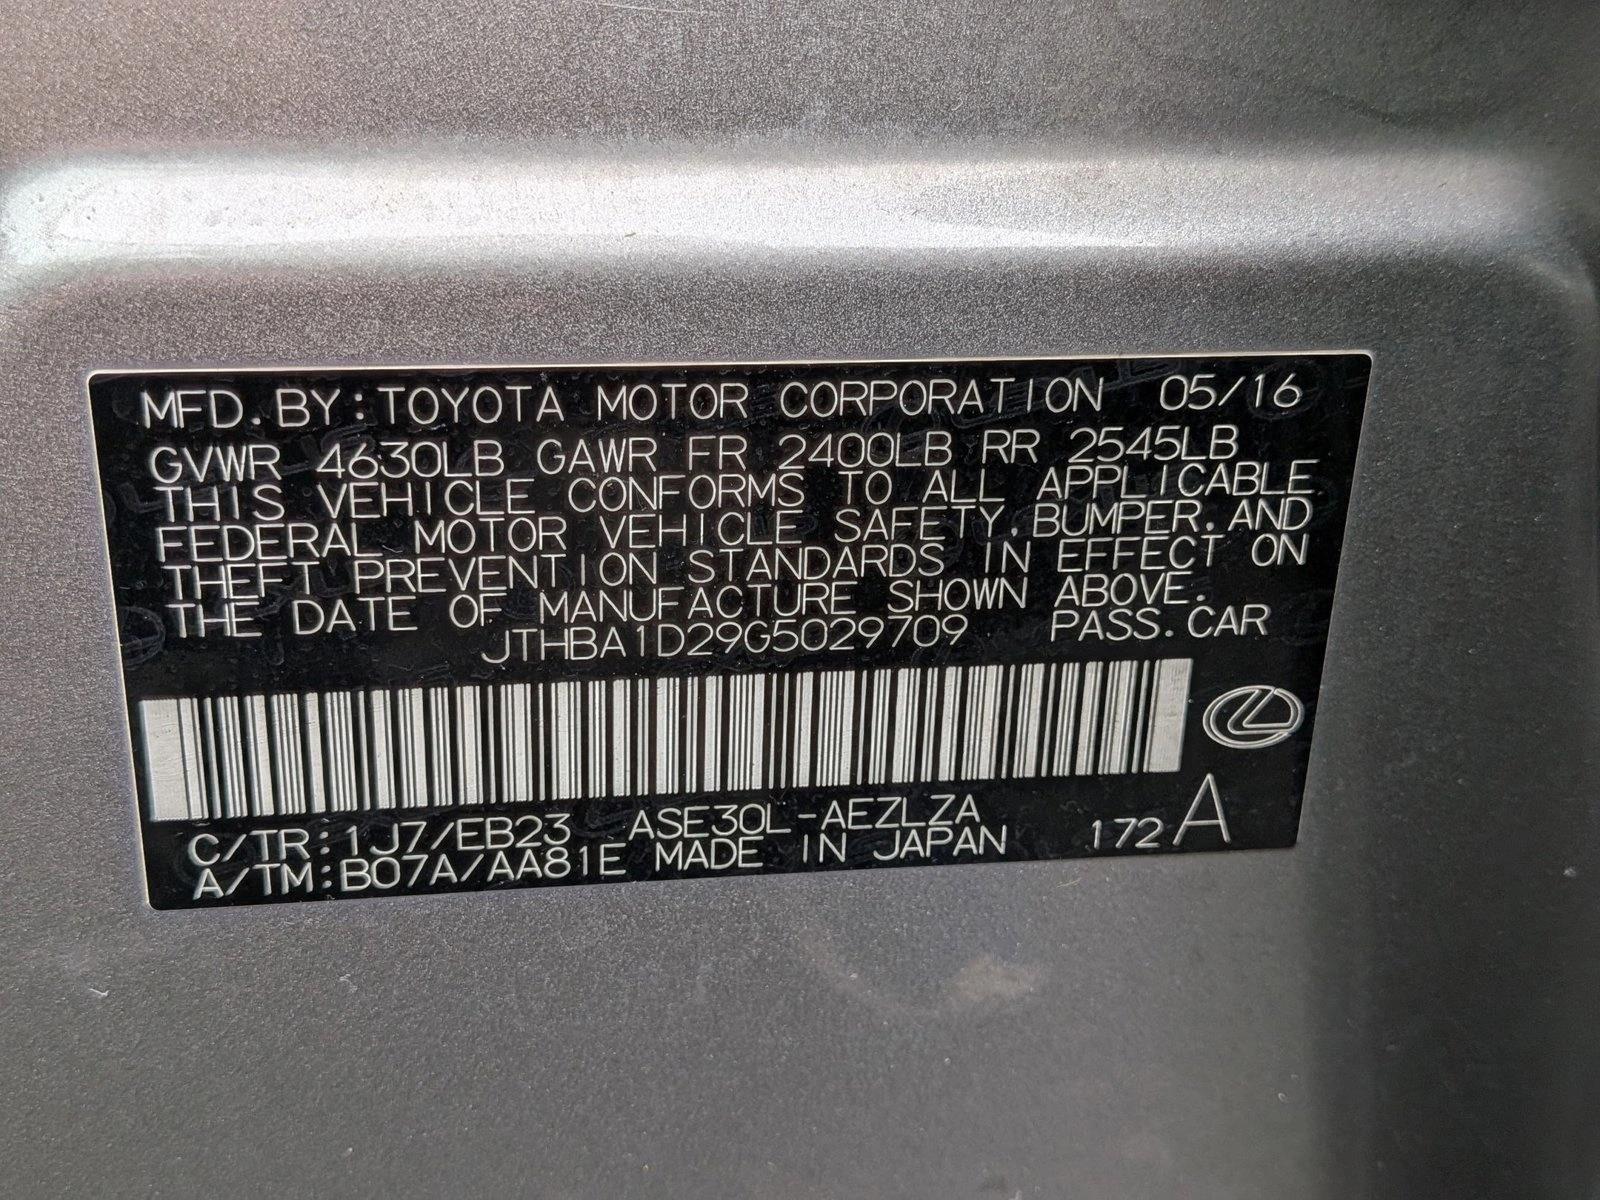 MFD. BY: TOYOTA MOTOR CORPORATION 05/16
GVWR 4630LB GAWR FR 2400LB RR 2545LB
THIS VEHICLE CONFORMS TO ALL APPLICABLE
FEDERAL MOTOR VEHICLE SAFETY, BUMPER, AND
THEFT PREVENTION STANDARDS IN EFFECT ON
THE DATE OF MANUFACTURE SHOWN ABOVE.
JTHBA1D29G5029709 PASS. CAR
C/TR: 1J7/EB23 ASE30L-AEZLZA
A/TM: B07A/AA81E MADE IN JAPAN 172 A